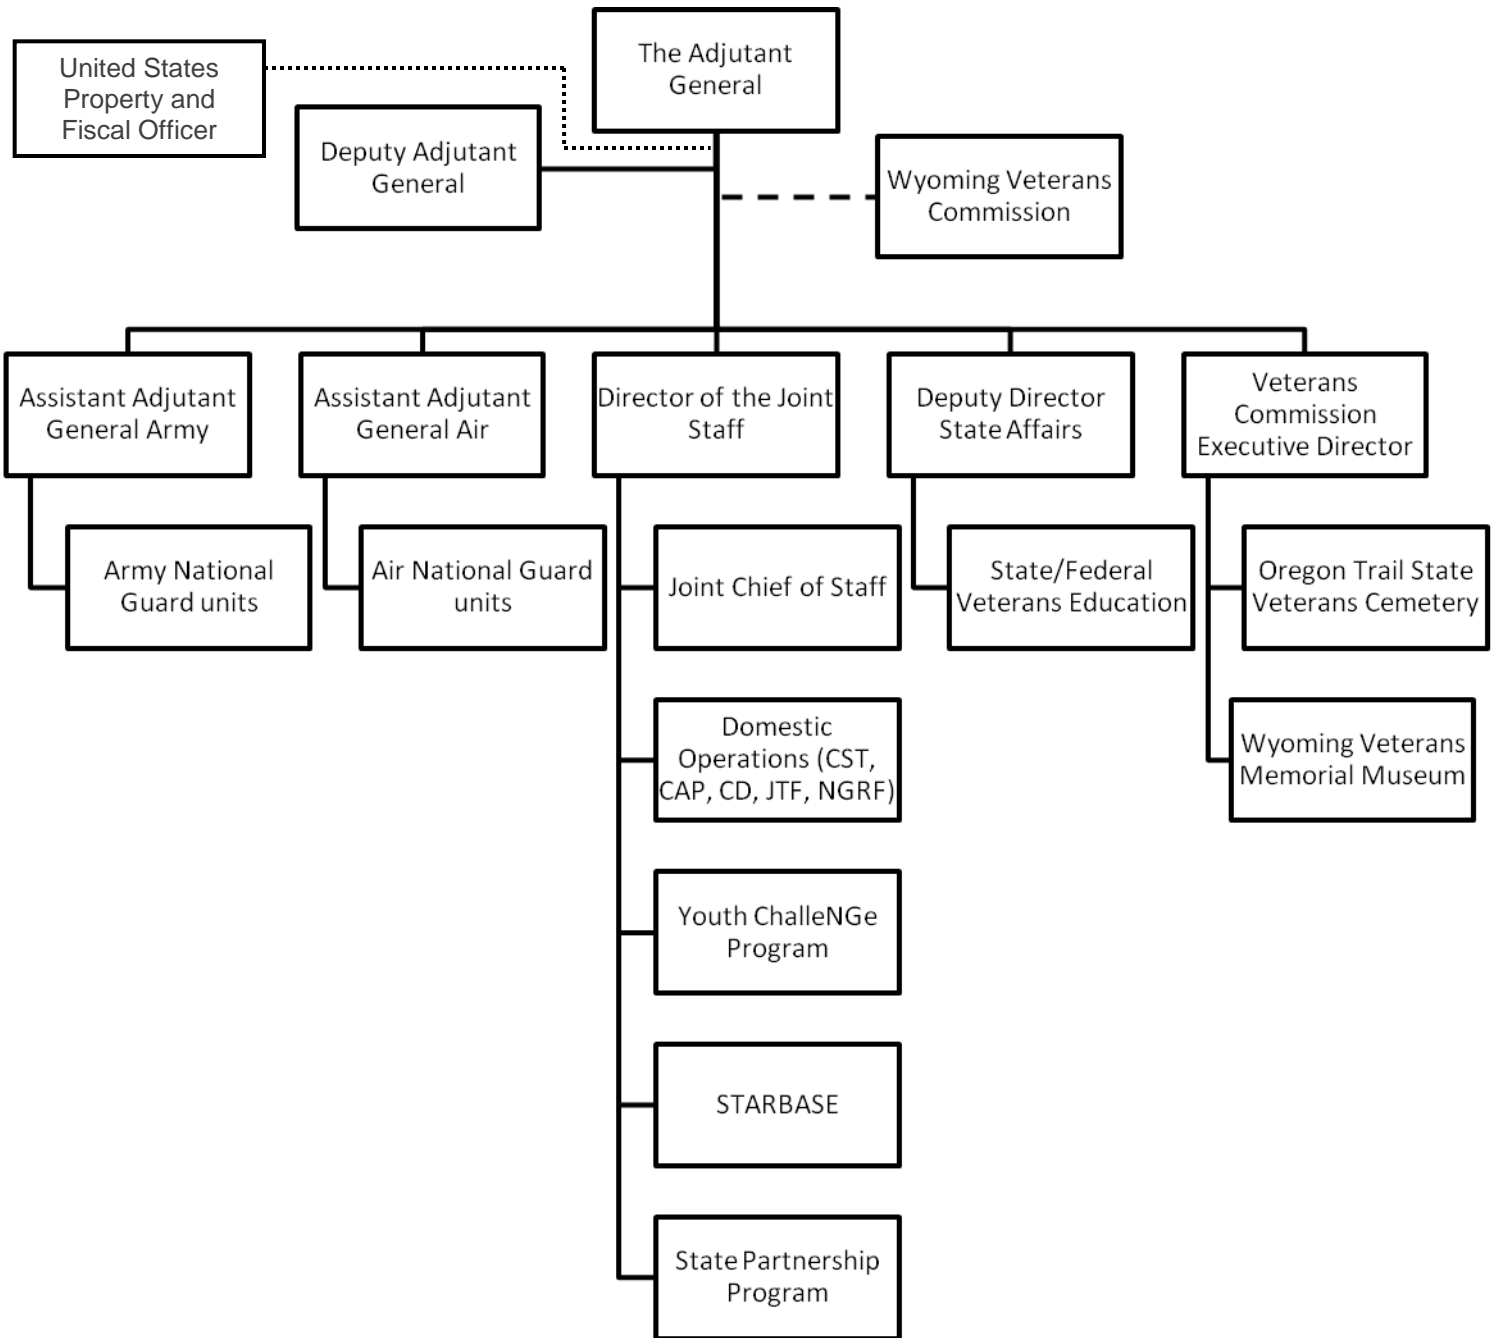 The Adjutant
General
United States
Property and
Fiscal Officer
Deputy Adjutant
General
Wyoming Veterans
Commission
Assistant Adjutant
General Army
Assistant Adjutant
General Air
Director of the Joint
Staff
Deputy Director
State Affairs
Veterans
Commission
Executive Director
Army National
Guard units
Air National Guard
units
Joint Chief of Staff
State/Federal
Veterans Education
Oregon Trail State
Veterans Cemetery
Domestic
Operations (CST,
CAP, CD, JTF, NGRF)
Wyoming Veterans
Memorial Museum
Youth ChalleNGe
Program
STARBASE
State Partnership
Program